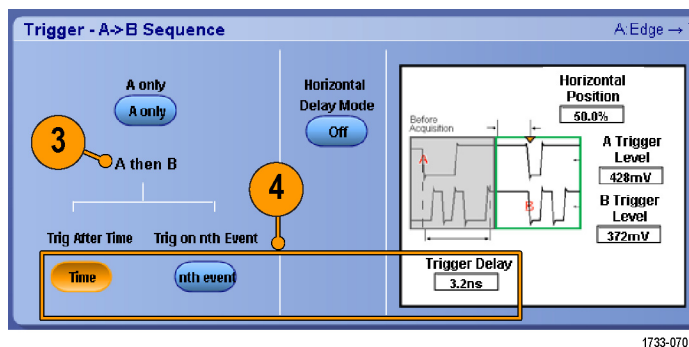 Trigger - A->B Sequence
A:Edge →
A only
A only
3
A then B
4
Trig After Time
Trig on nth Event
Time
nth event
Horizontal
Delay Mode
Off
Before
Acquisition
A
B
Horizontal
Position
50.0%
A Trigger
Level
428mV
B Trigger
Level
372mV
Trigger Delay
3.2ns
1733-070